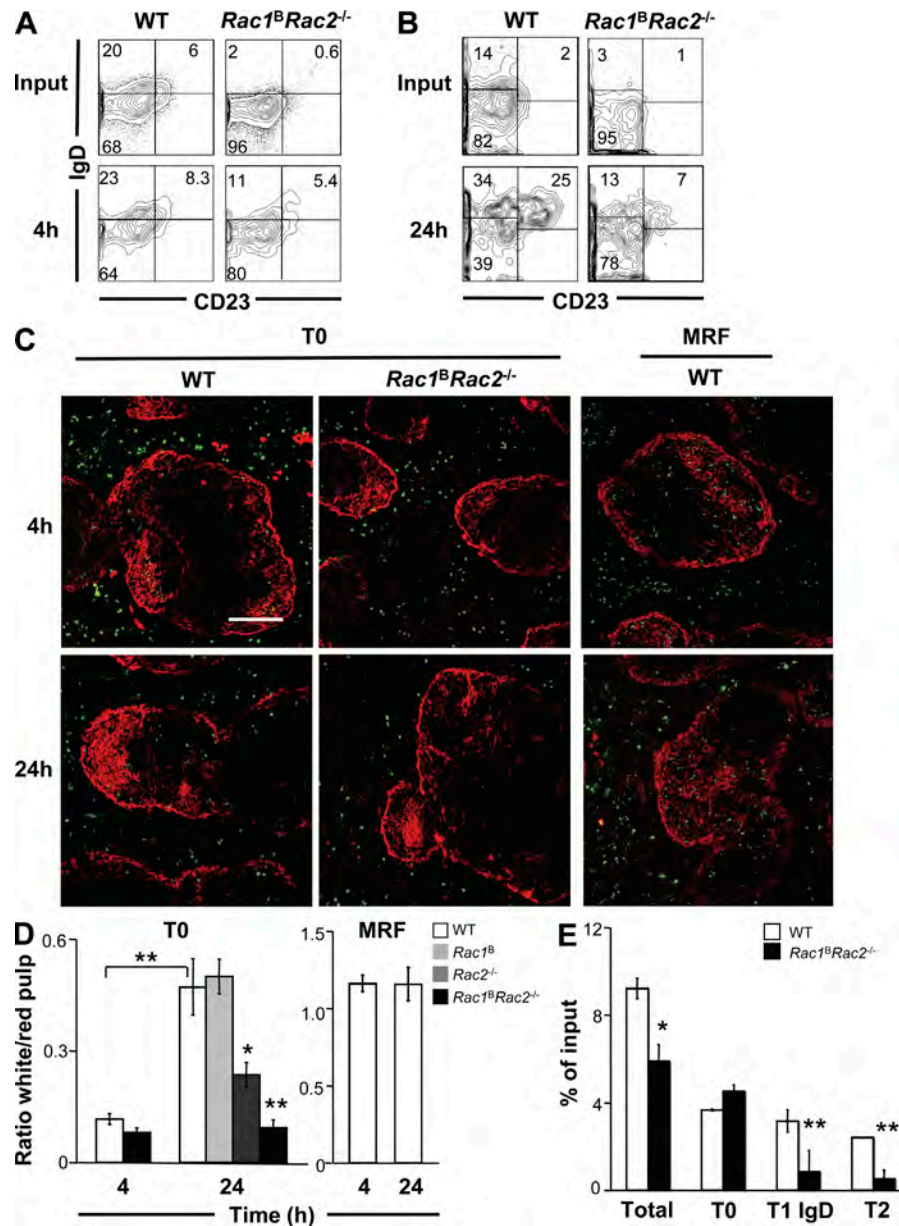 A
WT
Rac1ᴮRac2⁻/⁻
B
WT
Rac1ᴮRac2⁻/⁻
Input
20
6
2
0.6
14
2
3
1
68
96
82
95
IgD
4h
23
8.3
11
5.4
24h
34
25
13
7
64
80
39
78
CD23
CD23
C
T0
MRF
WT
Rac1ᴮRac2⁻/⁻
WT
4h
24h
D
T0
MRF
WT
Rac1ᴮ
Rac2⁻/⁻
Rac1ᴮRac2⁻/⁻
Ratio white/red pulp
0.6
0.3
0
**
*
**
1.5
1.0
0.5
0
4
24
4
24
Time (h)
E
WT
Rac1ᴮRac2⁻/⁻
% of input
12
8
4
0
*
**
**
Total
T0
T1 IgD
T2